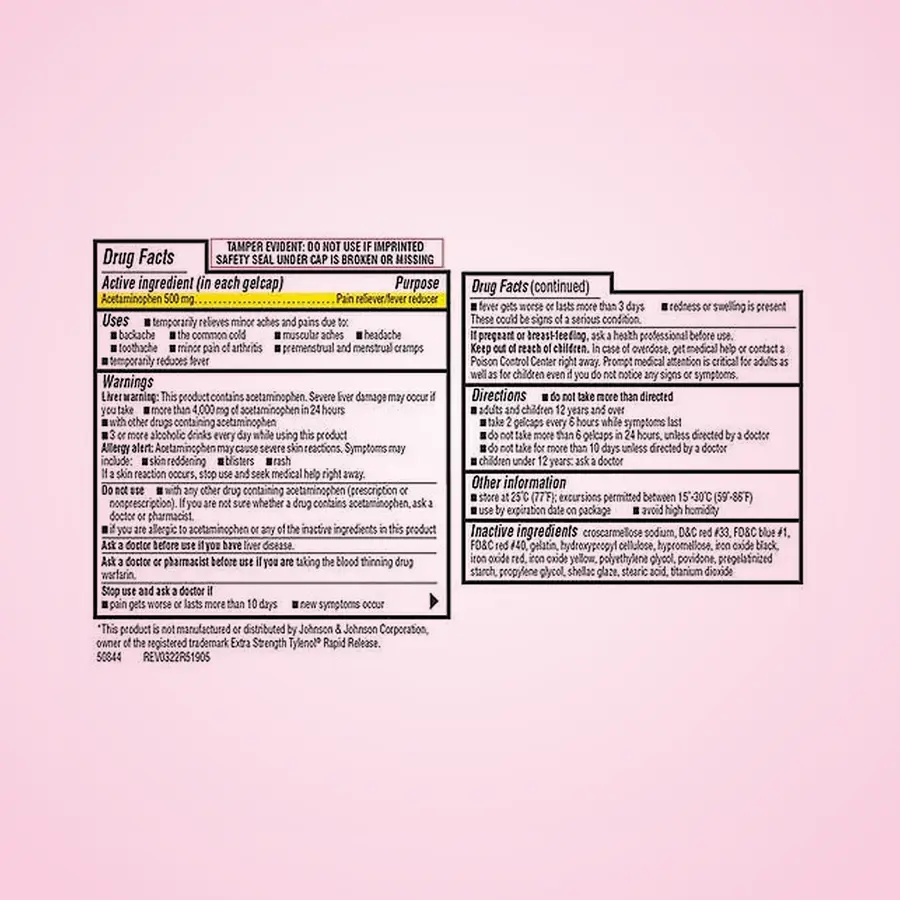 Drug Facts
TAMPER EVIDENT: DO NOT USE IF IMPRINTED
SAFETY SEAL UNDER CAP IS BROKEN OR MISSING
Active ingredient (in each gelcap) Purpose
Acetaminophen 500 mg................................Pain reliever/fever reducer
Uses ■ temporarily relieves minor aches and pains due to:
■ backache ■ the common cold ■ muscular aches ■ headache
■ toothache ■ minor pain of arthritis ■ premenstrual and menstrual cramps
■ temporarily reduces fever
Warnings
Liver warning: This product contains acetaminophen. Severe liver damage may occur if
you take ■ more than 4,000 mg of acetaminophen in 24 hours
■ with other drugs containing acetaminophen
■ 3 or more alcoholic drinks every day while using this product
Allergy alert: Acetaminophen may cause severe skin reactions. Symptoms may
include: ■ skin reddening ■ blisters ■ rash
If a skin reaction occurs, stop use and seek medical help right away.
Do not use ■ with any other drug containing acetaminophen (prescription or
nonprescription). If you are not sure whether a drug contains acetaminophen, ask a
doctor or pharmacist.
■ if you are allergic to acetaminophen or any of the inactive ingredients in this product
Ask a doctor before use if you have liver disease.
Ask a doctor or pharmacist before use if you are taking the blood thinning drug
warfarin.
Stop use and ask a doctor if
■ pain gets worse or lasts more than 10 days ■ new symptoms occur
*This product is not manufactured or distributed by Johnson & Johnson Corporation,
owner of the registered trademark Extra Strength Tylenol® Rapid Release.
50844 REV0322R51905
Drug Facts (continued)
■ fever gets worse or lasts more than 3 days ■ redness or swelling is present
These could be signs of a serious condition.
If pregnant or breast-feeding, ask a health professional before use.
Keep out of reach of children. In case of overdose, get medical help or contact a
Poison Control Center right away. Prompt medical attention is critical for adults as
well as for children even if you do not notice any signs or symptoms.
Directions ■ do not take more than directed
■ adults and children 12 years and over
■ take 2 gelcaps every 6 hours while symptoms last
■ do not take more than 6 gelcaps in 24 hours, unless directed by a doctor
■ do not take for more than 10 days unless directed by a doctor
■ children under 12 years: ask a doctor
Other information
■ store at 25°C (77°F); excursions permitted between 15°-30°C (59°-86°F)
■ use by expiration date on package ■ avoid high humidity
Inactive ingredients croscarmellose sodium, D&C red #33, FD&C blue #1,
FD&C red #40, gelatin, hydroxypropyl cellulose, hypromellose, iron oxide black,
iron oxide red, iron oxide yellow, polyethylene glycol, povidone, pregelatinized
starch, propylene glycol, shellac glaze, stearic acid, titanium dioxide